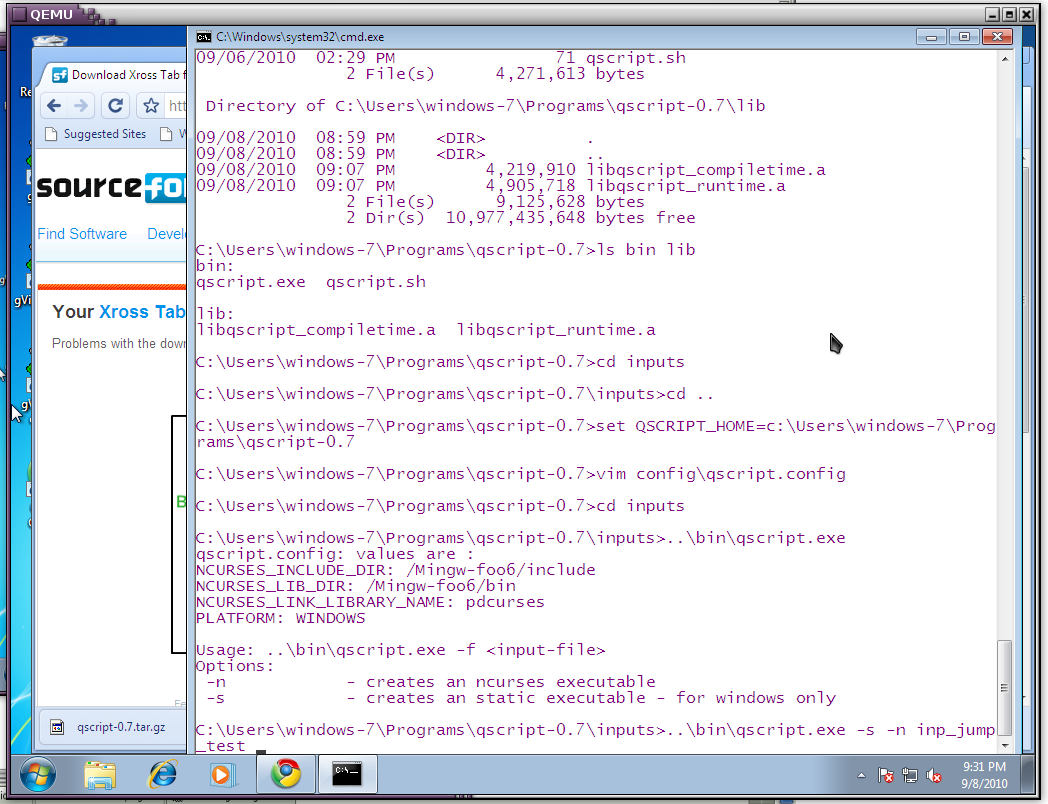 QEMU
C:\Windows\system32\cmd.exe
Download Xross Tab f
Suggested Sites
sourcefo
Find Software Develo
Your Xross Tab
Problems with the down
qscript-0.7.tar.gz
09/06/2010  02:29 PM                71 qscript.sh
               2 File(s)      4,271,613 bytes

 Directory of C:\Users\windows-7\Programs\qscript-0.7\lib

09/08/2010  08:59 PM    <DIR>          .
09/08/2010  08:59 PM    <DIR>          ..
09/08/2010  09:07 PM         4,219,910 libqscript_compiletime.a
09/08/2010  09:07 PM         4,905,718 libqscript_runtime.a
               2 File(s)      9,125,628 bytes
               2 Dir(s)  10,977,435,648 bytes free

C:\Users\windows-7\Programs\qscript-0.7>ls bin lib
bin:
qscript.exe  qscript.sh

lib:
libqscript_compiletime.a  libqscript_runtime.a

C:\Users\windows-7\Programs\qscript-0.7>cd inputs

C:\Users\windows-7\Programs\qscript-0.7\inputs>cd ..

C:\Users\windows-7\Programs\qscript-0.7>set QSCRIPT_HOME=c:\Users\windows-7\Prog
rams\qscript-0.7

C:\Users\windows-7\Programs\qscript-0.7>vim config\qscript.config

C:\Users\windows-7\Programs\qscript-0.7>cd inputs

C:\Users\windows-7\Programs\qscript-0.7\inputs>..\bin\qscript.exe
qscript.config: values are :
NCURSES_INCLUDE_DIR: /Mingw-foo6/include
NCURSES_LIB_DIR: /Mingw-foo6/bin
NCURSES_LINK_LIBRARY_NAME: pdcurses
PLATFORM: WINDOWS

Usage: ..\bin\qscript.exe -f <input-file>
Options:
 -n            - creates an ncurses executable
 -s            - creates an static executable - for windows only

C:\Users\windows-7\Programs\qscript-0.7\inputs>..\bin\qscript.exe -s -n inp_jump
_test _
9:31 PM
9/8/2010